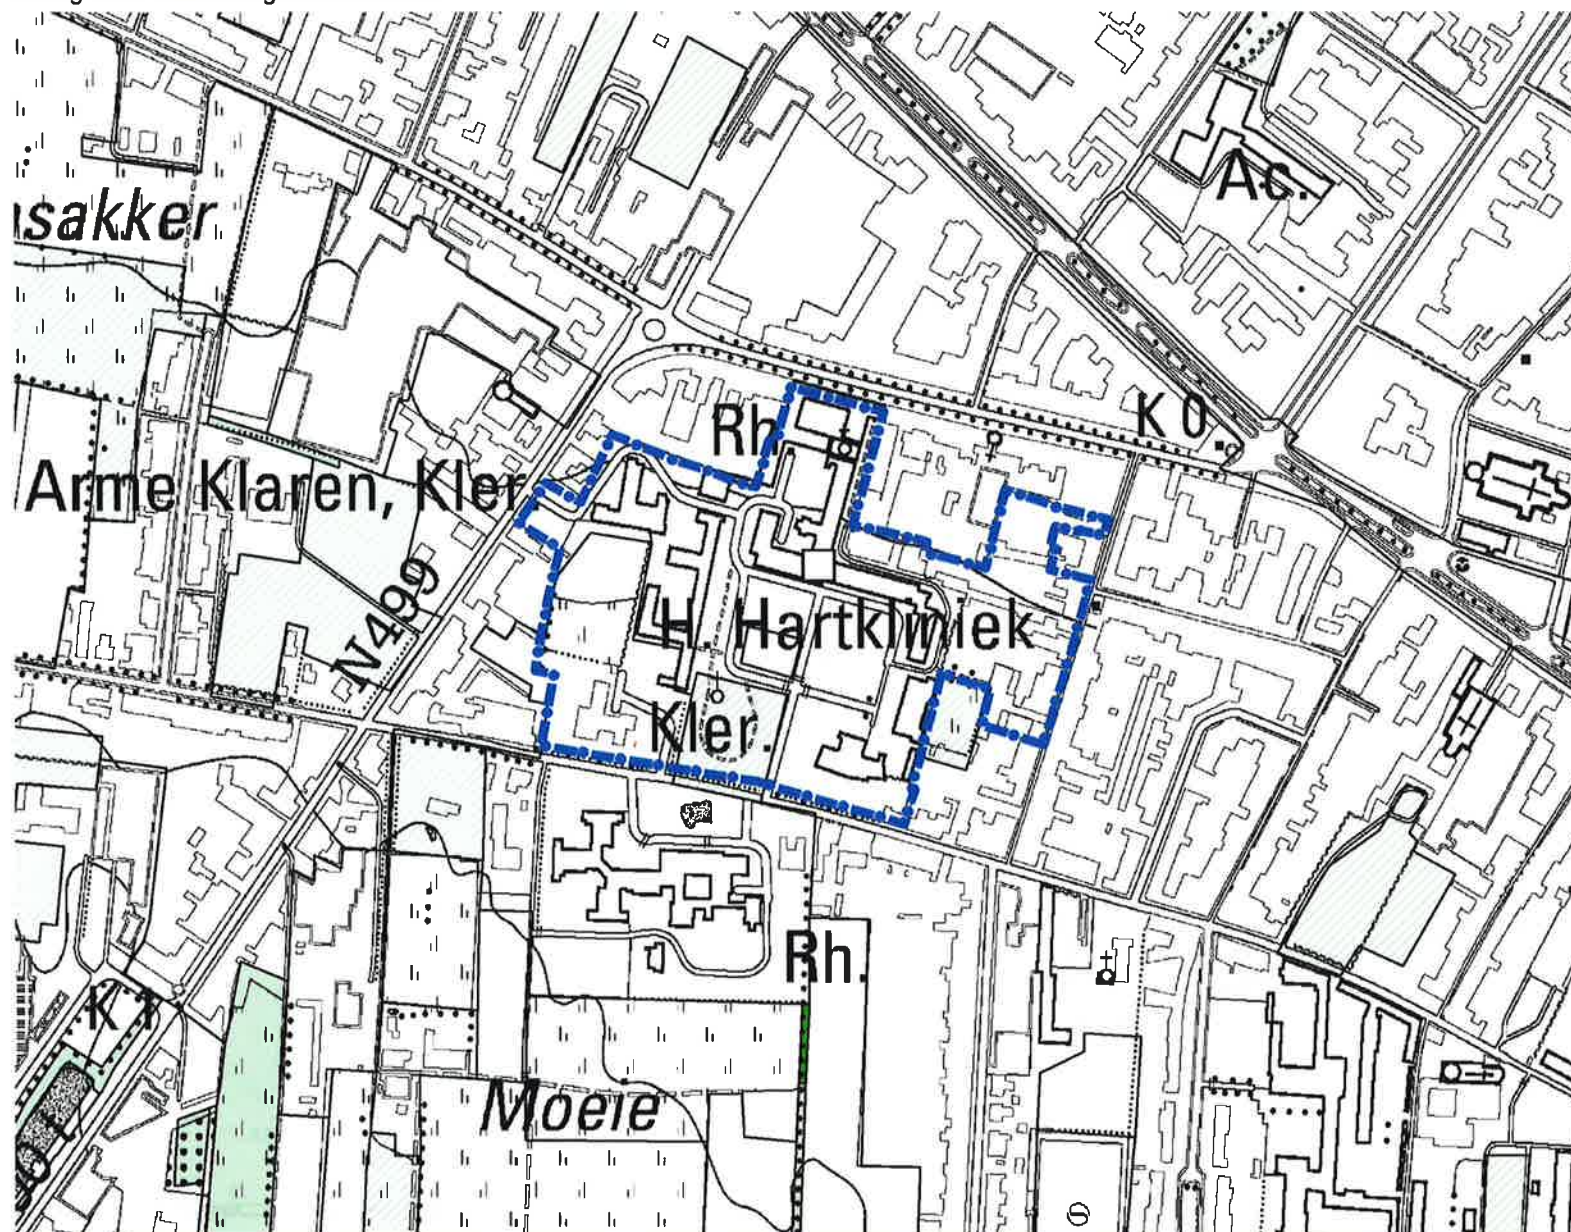 Ac.
sakker
K 0
Rh
Arme Klaren, Kler
N499
H. Hartkliniek
Kler.
Rh.
K 1
Moeie